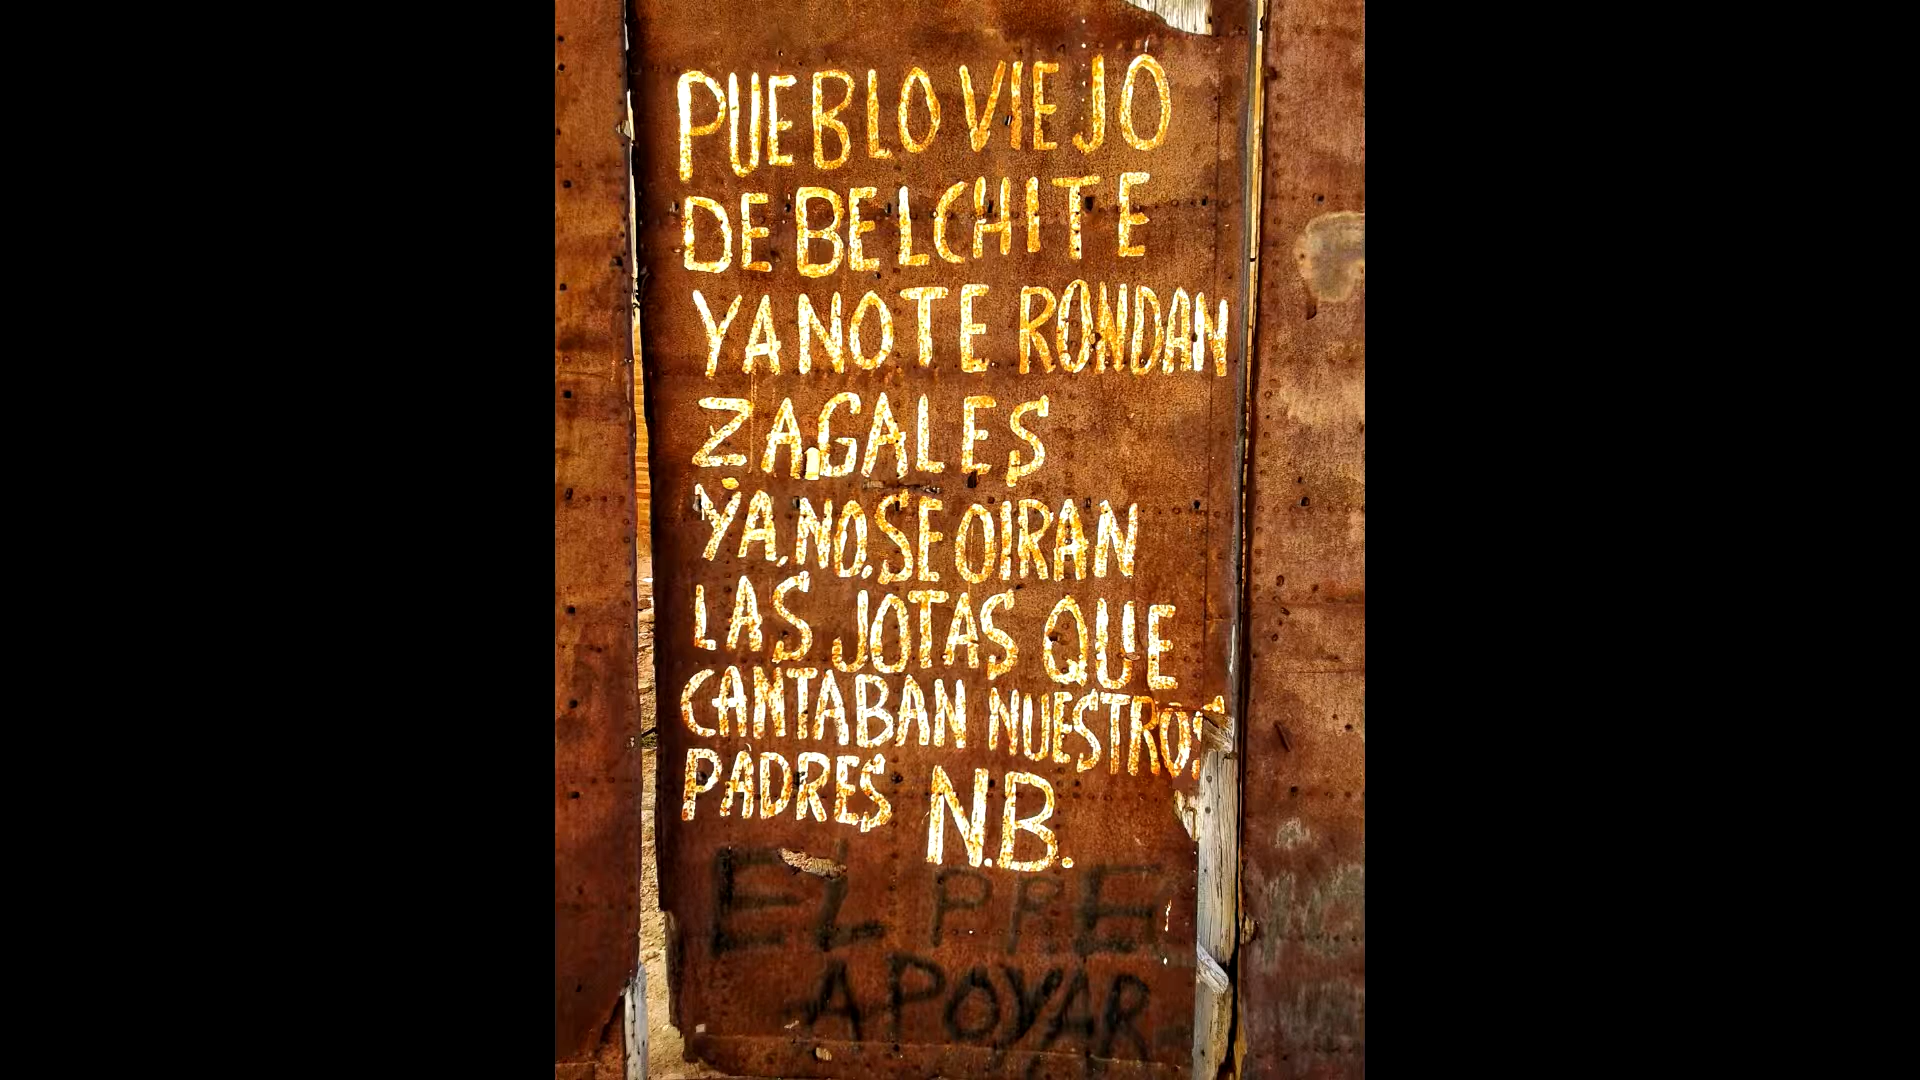 PUEBLO VIEJO
DE BELCHITE
YA NO TE RONDAN
ZAGALES
YA.NO.SE OIRAN
LAS JOTAS QUE
CANTABAN NUESTROS
PADRES N.B.
EL
APOYAR